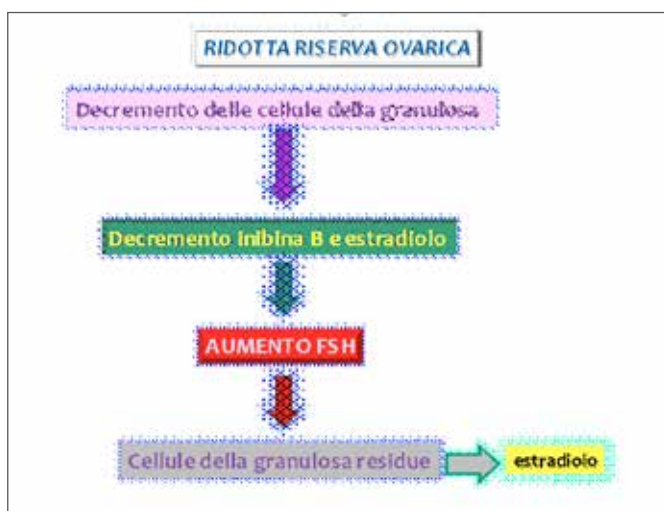 RIDOTTA RISERVA OVARICA
Decremento delle cellule della granulosa
Decremento Inibina B e estradiolo
AUMENTO FSH
Cellule della granulosa residue
estradiolo